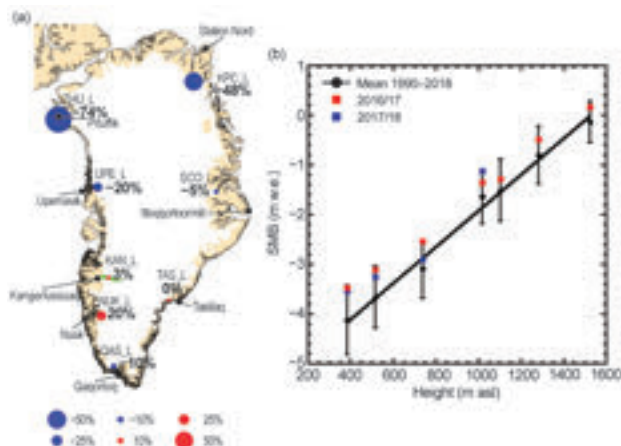 (a)
Station Nord
KPC_L
-48%
THU_L
-74%
Pituffik
UPE_L
-20%
Upernavik
SCO_L
-5%
Ittoqqortoormiit
KAN_L
3%
Kangerlussuaq
TAS_L
0%
Tasiilaq
NUK_L
20%
Nuuk
QAS_L
Qaqortoq
-50%
-10%
25%
-25%
10%
50%
(b)
Mean 1990–2018
2016/17
2017/18
SMB (m w.e.)
1
0
-1
-2
-3
-4
-5
200 400 600 800 1000 1200 1400 1600
Height (m asl)